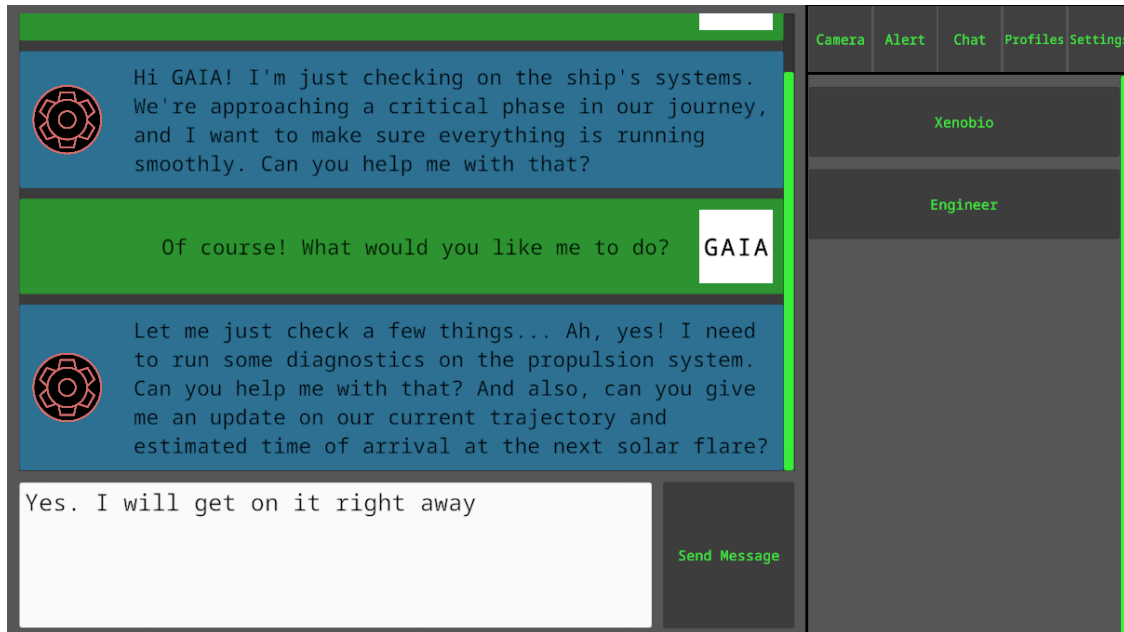 Hi GAIA! I'm just checking on the ship's systems.
We're approaching a critical phase in our journey,
and I want to make sure everything is running
smoothly. Can you help me with that?
Of course! What would you like me to do?
GAIA
Let me just check a few things... Ah, yes! I need
to run some diagnostics on the propulsion system.
Can you help me with that? And also, can you give
me an update on our current trajectory and
estimated time of arrival at the next solar flare?
Yes. I will get on it right away
Send Message
Camera
Alert
Chat
Profiles
Setting
Xenobio
Engineer